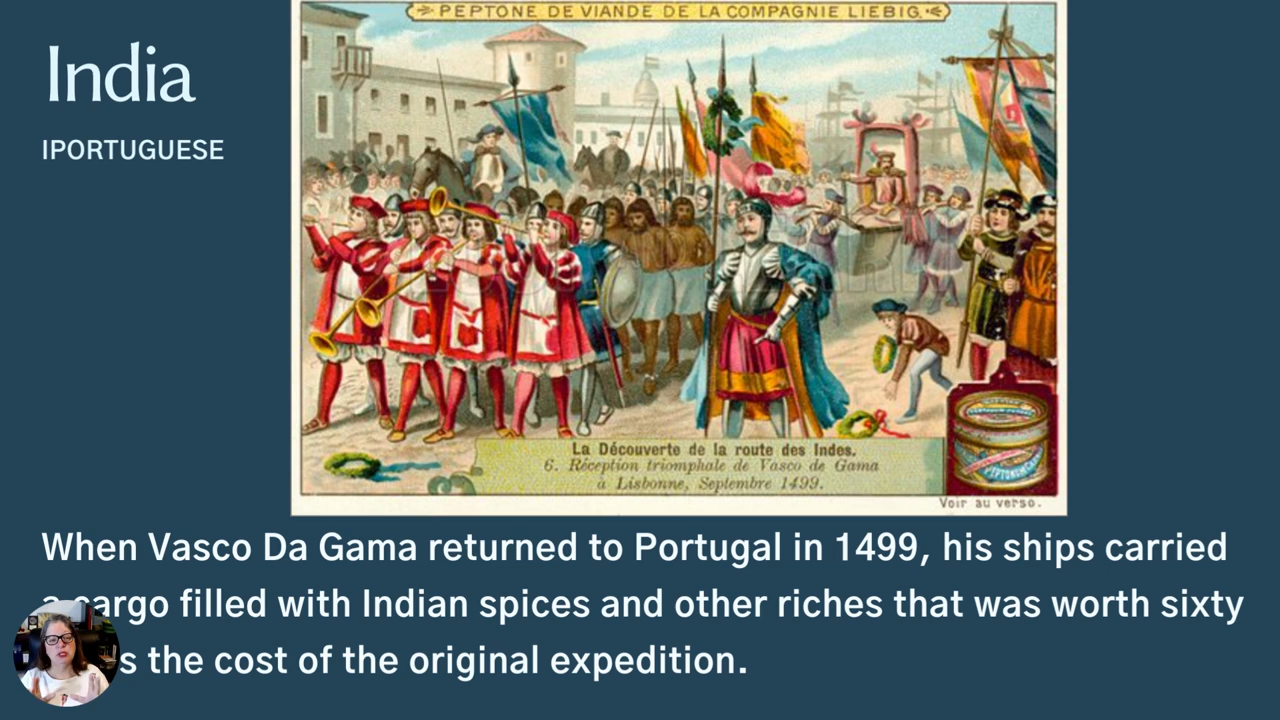 India
IPORTUGUESE
PEPTONE DE VIANDE DE LA COMPAGNIE LIEBIG.
La Découverte de la route des Indes.
6. Réception triomphale de Vasco de Gama
à Lisbonne, Septembre 1499.
Voir au verso.
When Vasco Da Gama returned to Portugal in 1499, his ships carried
cargo filled with Indian spices and other riches that was worth sixty
the cost of the original expedition.